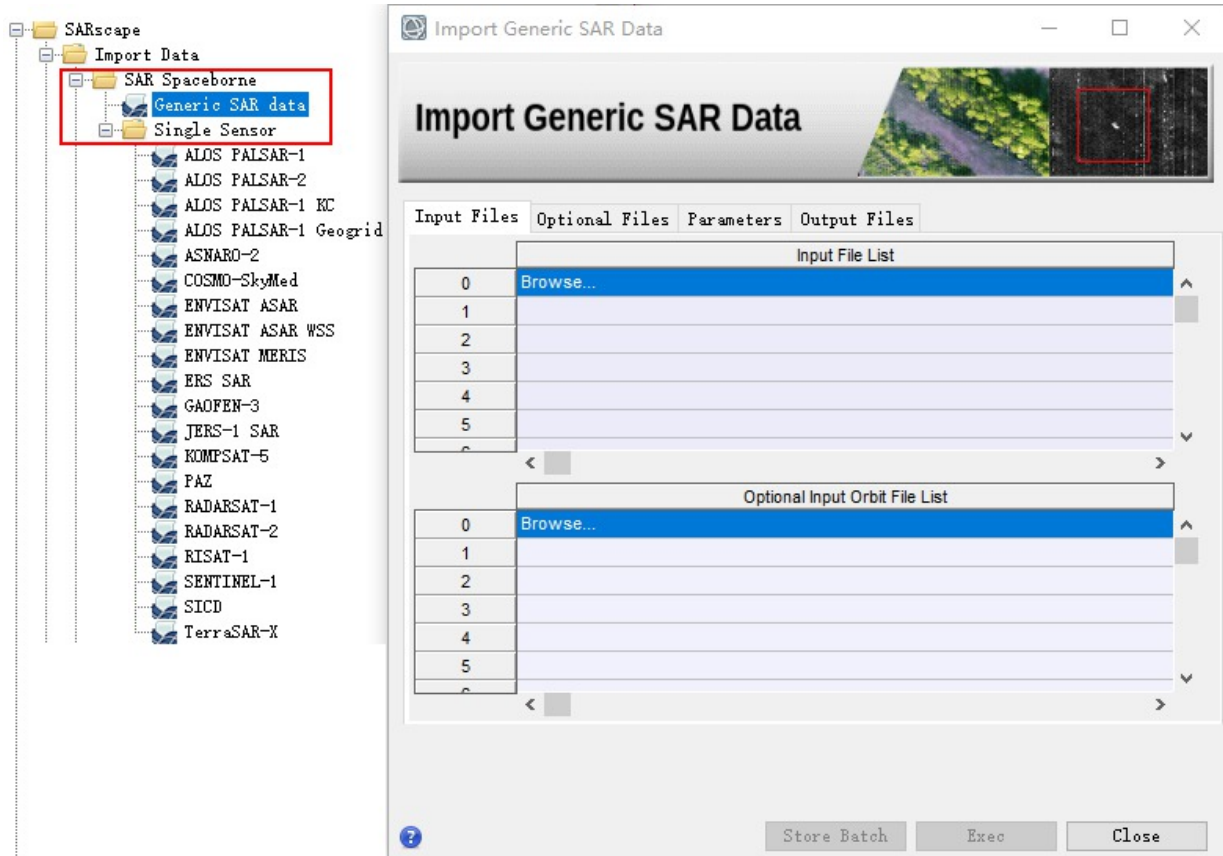 SARscape
Import Data
SAR Spaceborne
Generic SAR data
Single Sensor
ALOS PALSAR-1
ALOS PALSAR-2
ALOS PALSAR-1 KC
ALOS PALSAR-1 Geogrid
ASNARO-2
COSMO-SkyMed
ENVISAT ASAR
ENVISAT ASAR WSS
ENVISAT MERIS
ERS SAR
GAOFEN-3
JERS-1 SAR
KOMPSAT-5
PAZ
RADARSAT-1
RADARSAT-2
RISAT-1
SENTINEL-1
SICD
TerraSAR-X
Import Generic SAR Data
Import Generic SAR Data
Input Files Optional Files Parameters Output Files
Input File List
0 Browse...
1
2
3
4
5
Optional Input Orbit File List
0 Browse...
1
2
3
4
5
Store Batch Exec Close